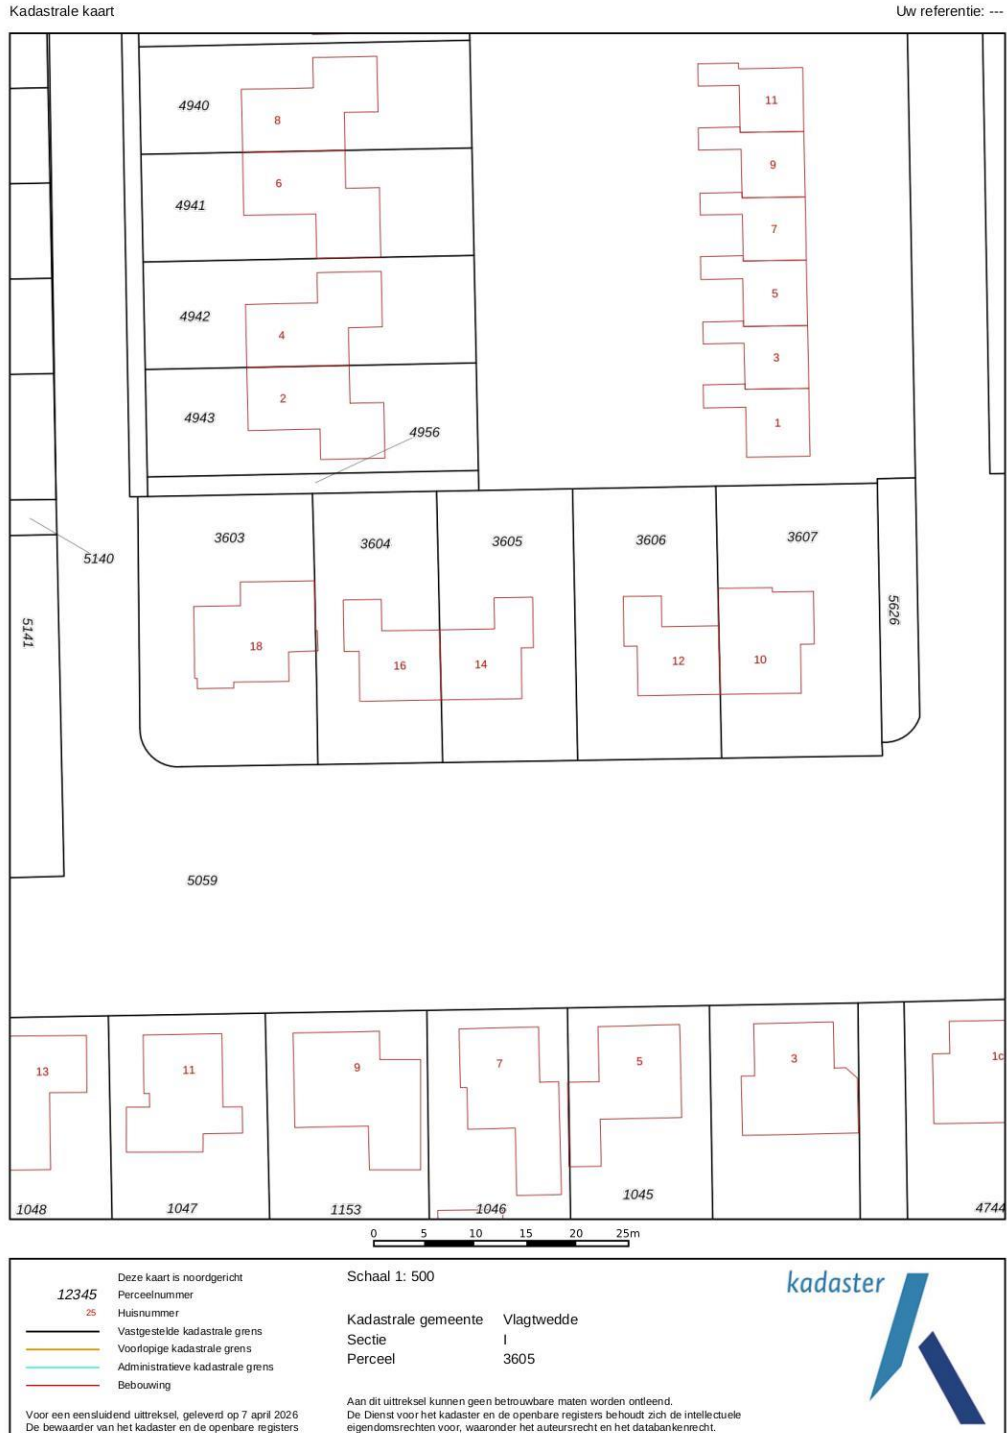 Kadastrale kaart
Uw referentie: ---
4940
8
11
4941
6
9
7
4942
4
5
3
4943
2
4956
1
5140
3603
3604
3605
3606
3607
5141
5626
18
16
14
12
10
5059
13
11
9
7
5
3
1c
1048
1047
1153
1046
1045
4744
0 5 10 15 20 25m
Deze kaart is noordgericht
12345 Perceelnummer
25 Huisnummer
Vastgestelde kadastrale grens
Voorlopige kadastrale grens
Administratieve kadastrale grens
Bebouwing
Voor een eensluidend uittreksel, geleverd op 7 april 2026
De bewaarder van het kadaster en de openbare registers
Schaal 1: 500
Kadastrale gemeente Vlagtwedde
Sectie I
Perceel 3605
Aan dit uittreksel kunnen geen betrouwbare maten worden ontleend.
De Dienst voor het kadaster en de openbare registers behoudt zich de intellectuele
eigendomsrechten voor, waaronder het auteursrecht en het databankenrecht.
kadaster